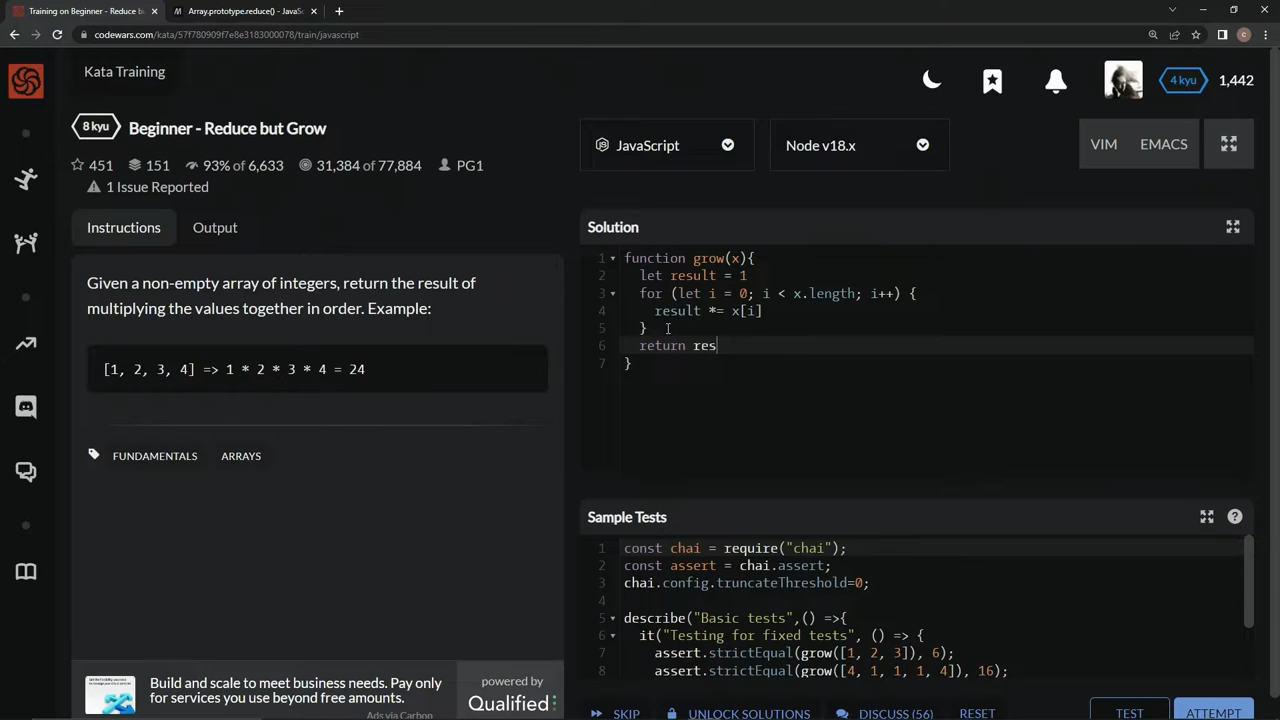 Training on Beginner - Reduce bu
Array.prototype.reduce() - JavaSc
codewars.com/kata/57f780909f7e8e3183000078/train/javascript
Kata Training
4 kyu
1,442
8 kyu
Beginner - Reduce but Grow
451
151
93% of 6,633
31,384 of 77,884
PG1
1 Issue Reported
JavaScript
Node v18.x
VIM
EMACS
Instructions
Output
Given a non-empty array of integers, return the result of
multiplying the values together in order. Example:
[1, 2, 3, 4] => 1 * 2 * 3 * 4 = 24
FUNDAMENTALS
ARRAYS
Build and scale to meet business needs. Pay only
for services you use beyond free amounts.
Ads via Carbon
powered by
Qualified
Solution
1 function grow(x){
2 let result = 1
3 for (let i = 0; i < x.length; i++) {
4 result *= x[i]
5 }
6 return res
7 }
Sample Tests
1 const chai = require("chai");
2 const assert = chai.assert;
3 chai.config.truncateThreshold=0;
4
5 describe("Basic tests",() =>{
6 it("Testing for fixed tests", () => {
7 assert.strictEqual(grow([1, 2, 3]), 6);
8 assert.strictEqual(grow([4, 1, 1, 1, 4]), 16);
SKIP
UNLOCK SOLUTIONS
DISCUSS (56)
RESET
TEST
ATTEMPT